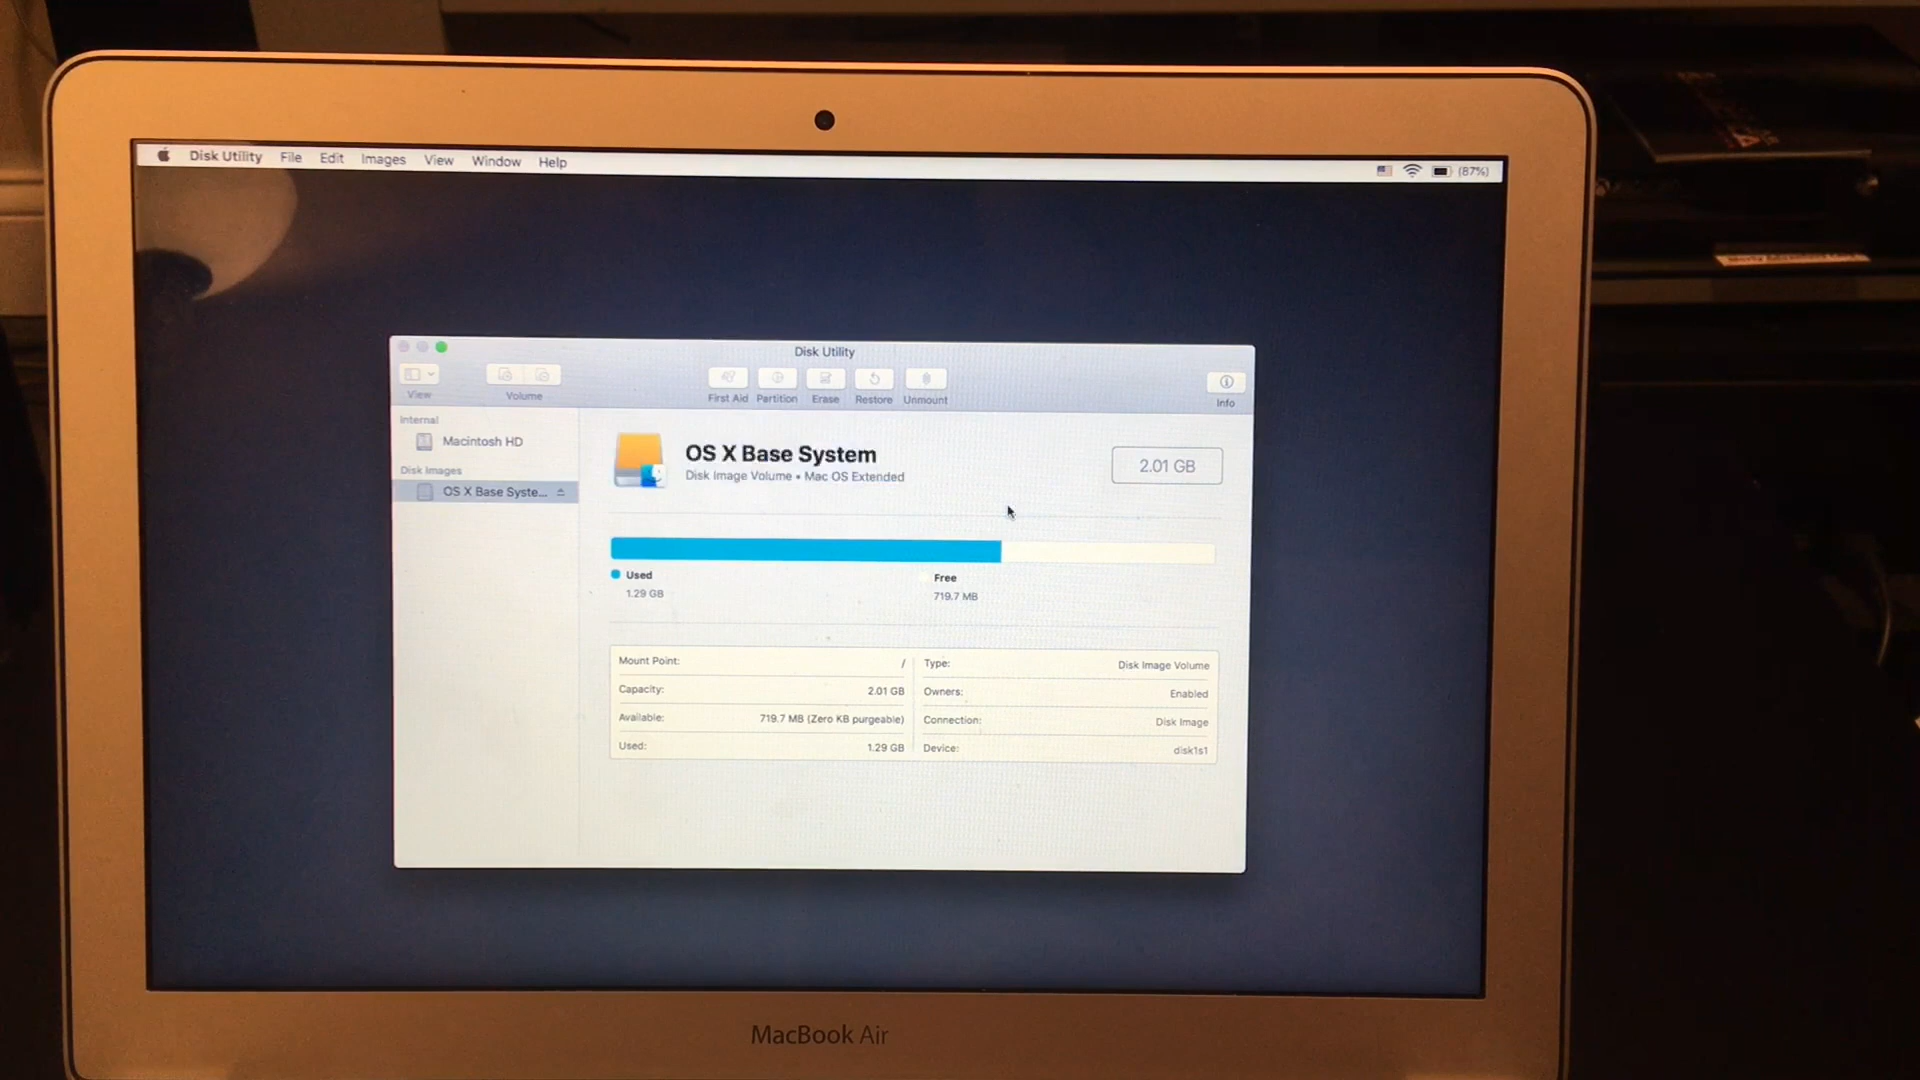 Disk Utility File Edit Images View Window Help (87%)
Disk Utility
View Volume First Aid Partition Erase Restore Unmount Info
Internal
Macintosh HD
Disk Images
OS X Base Syste...
OS X Base System
Disk Image Volume • Mac OS Extended
2.01 GB
Used
1.29 GB
Free
719.7 MB
Mount Point: /
Capacity: 2.01 GB
Available: 719.7 MB (Zero KB purgeable)
Used: 1.29 GB
Type: Disk Image Volume
Owners: Enabled
Connection: Disk Image
Device: disk1s1
MacBook Air